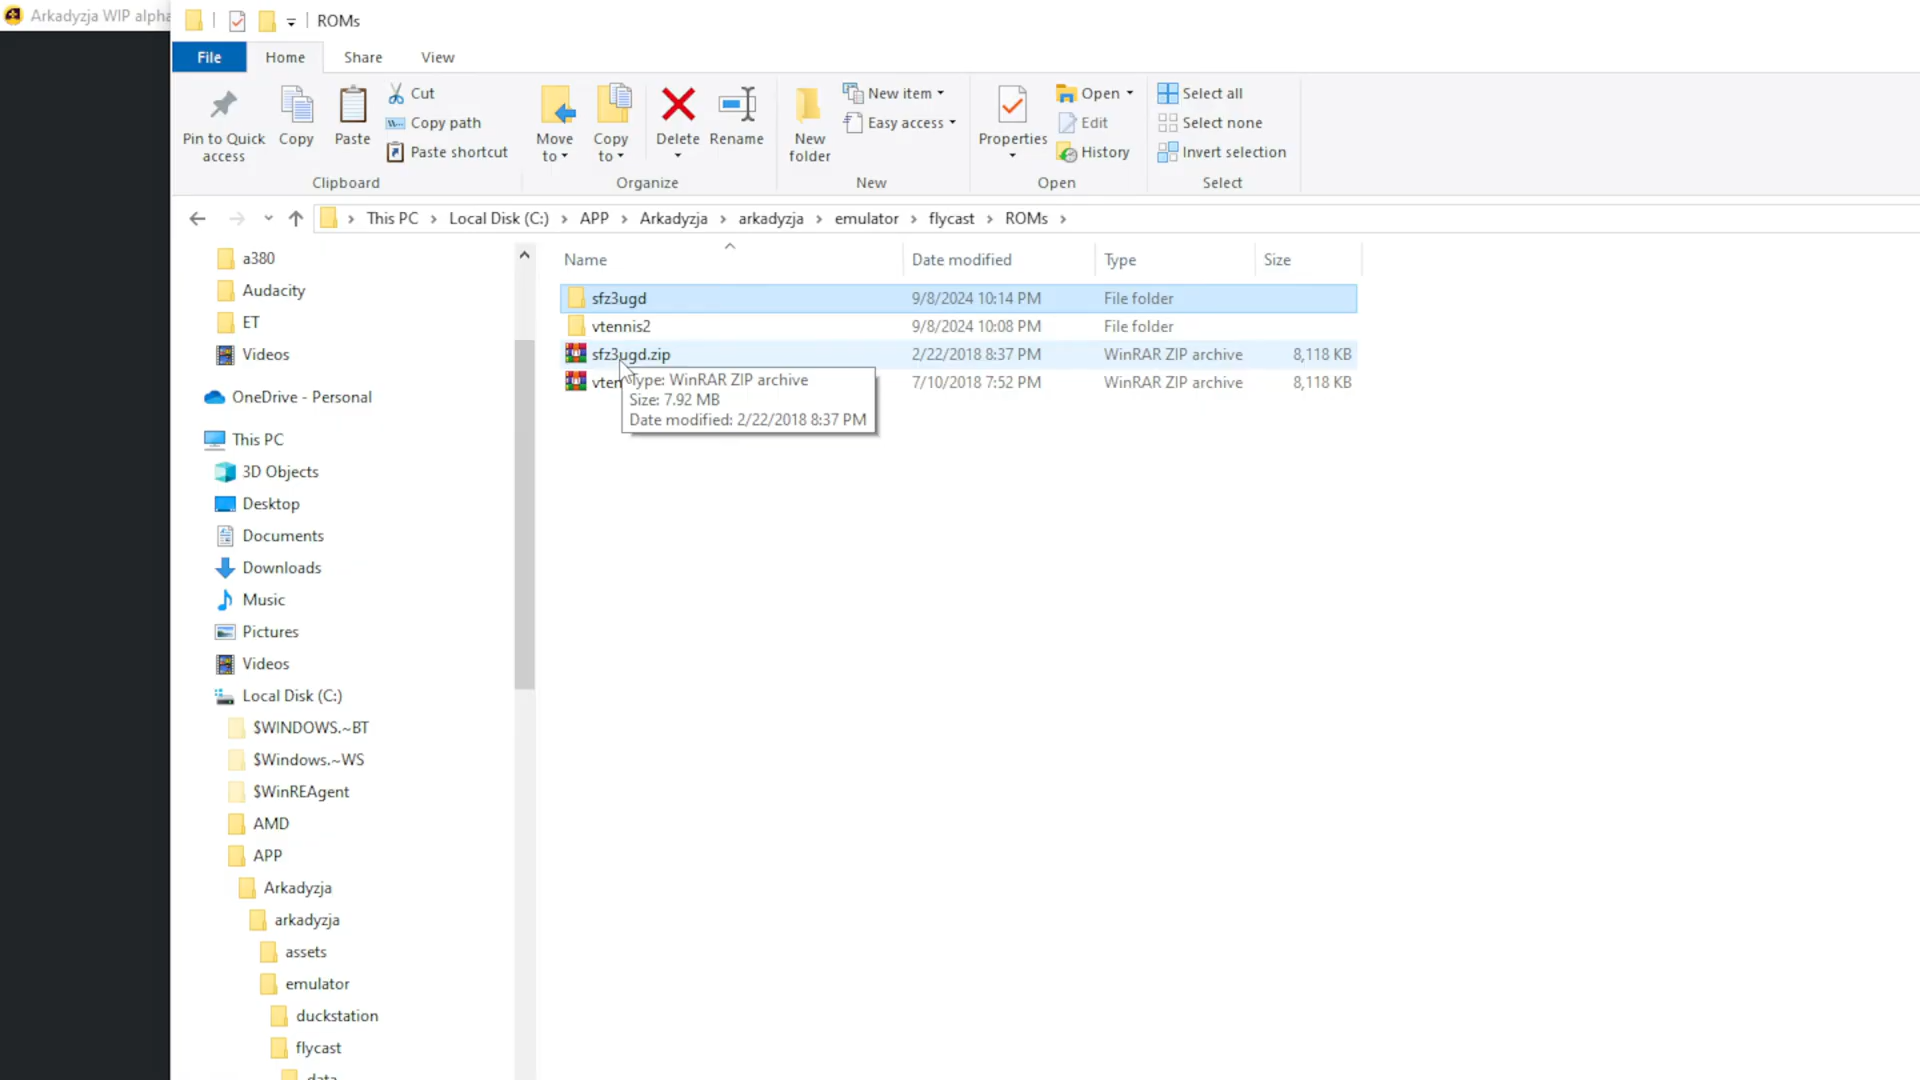 Arkadyzja WIP alpha
ROMs
File
Home
Share
View
Pin to Quick access
Copy
Paste
Cut
Copy path
Paste shortcut
Clipboard
Move to
Copy to
Delete
Rename
Organize
New folder
New item
Easy access
New
Properties
Open
Edit
History
Open
Select all
Select none
Invert selection
Select
This PC
Local Disk (C:)
APP
Arkadyzja
arkadyzja
emulator
flycast
ROMs
Name
Date modified
Type
Size
sfz3ugd 9/8/2024 10:14 PM File folder
vtennis2 9/8/2024 10:08 PM File folder
sfz3ugd.zip 2/22/2018 8:37 PM WinRAR ZIP archive 8,118 KB
vten 7/10/2018 7:52 PM WinRAR ZIP archive 8,118 KB
Type: WinRAR ZIP archive
Size: 7.92 MB
Date modified: 2/22/2018 8:37 PM
a380
Audacity
ET
Videos
OneDrive - Personal
This PC
3D Objects
Desktop
Documents
Downloads
Music
Pictures
Videos
Local Disk (C:)
$WINDOWS.~BT
$Windows.~WS
$WinREAgent
AMD
APP
Arkadyzja
arkadyzja
assets
emulator
duckstation
flycast
data